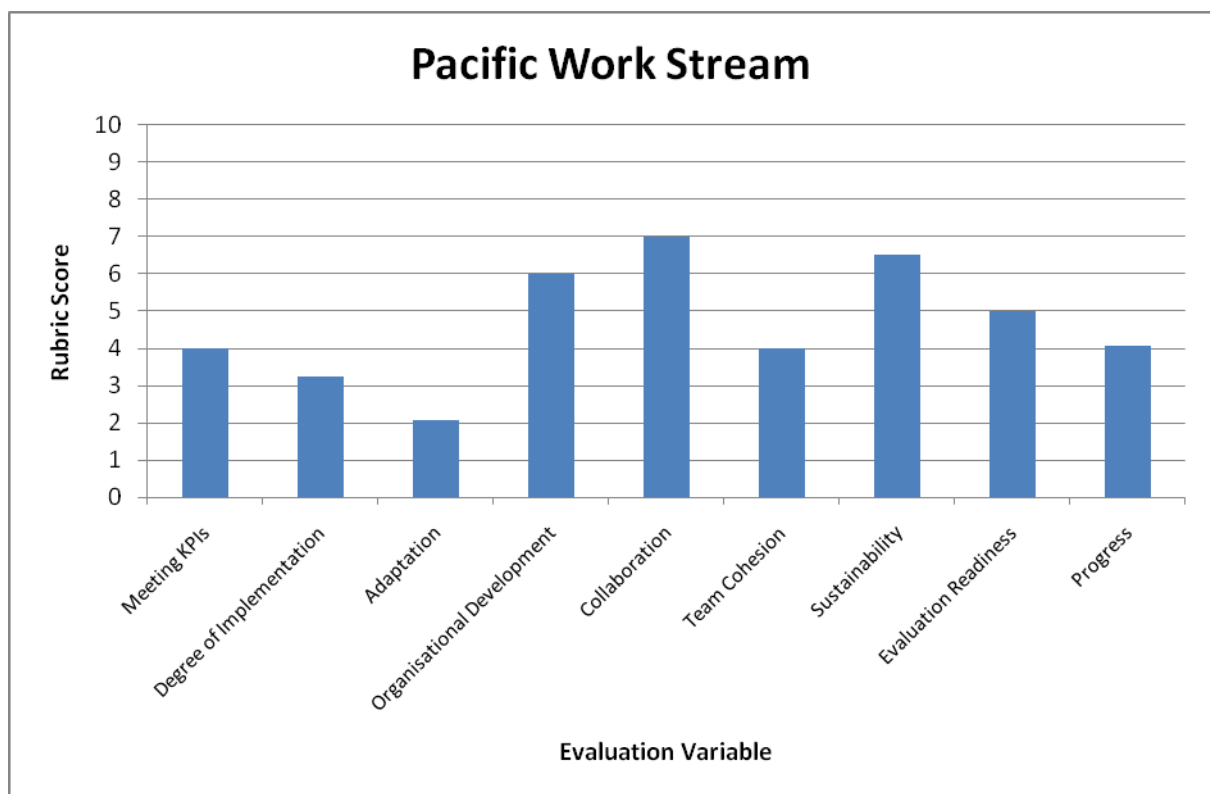 Pacific Work Stream
10
9
8
7
6
5
4
3
2
1
0
Rubric Score
Meeting KPIs
Degree of Implementation
Adaptation
Organisational Development
Collaboration
Team Cohesion
Sustainability
Evaluation Readiness
Progress
Evaluation Variable